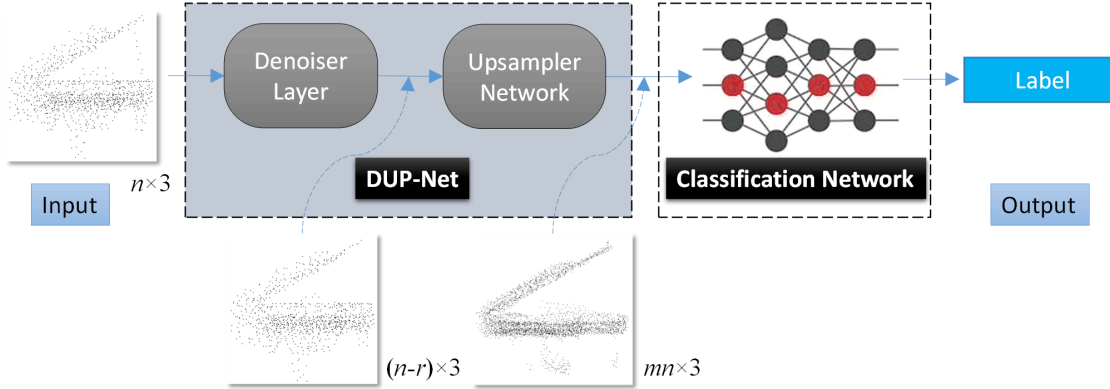 Denoiser
Layer
Upsampler
Network
Label
n×3
DUP-Net
Classification Network
Input
Output
(n-r)×3
mn×3